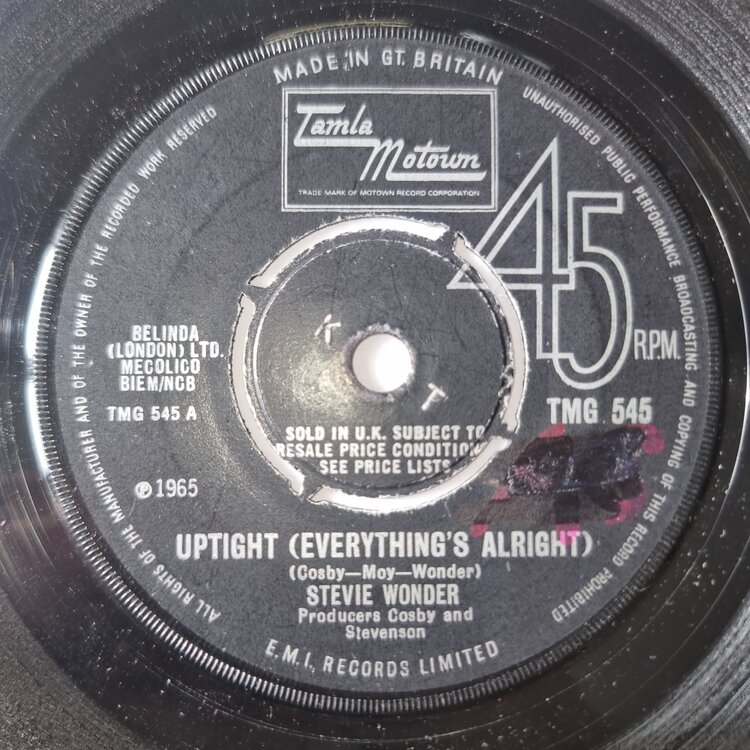 MADE IN GT. BRITAIN
Tamla
Motown
TRADE MARK OF MOTOWN RECORD CORPORATION
45
R.P.M.
BELINDA
(LONDON) LTD.
MECOLICO
BIEM/NCB
TMG 545 A
TMG 545
K
T
SOLD IN U.K. SUBJECT TO
RESALE PRICE CONDITIONS
SEE PRICE LISTS
℗ 1965
UPTIGHT (EVERYTHING'S ALRIGHT)
(Cosby—Moy—Wonder)
STEVIE WONDER
Producers Cosby and
Stevenson
E.M.I. RECORDS LIMITED
ALL RIGHTS OF THE MANUFACTURER AND OF THE OWNER OF THE RECORDED WORK RESERVED
UNAUTHORISED PUBLIC PERFORMANCE BROADCASTING AND COPYING OF THIS RECORD PROHIBITED